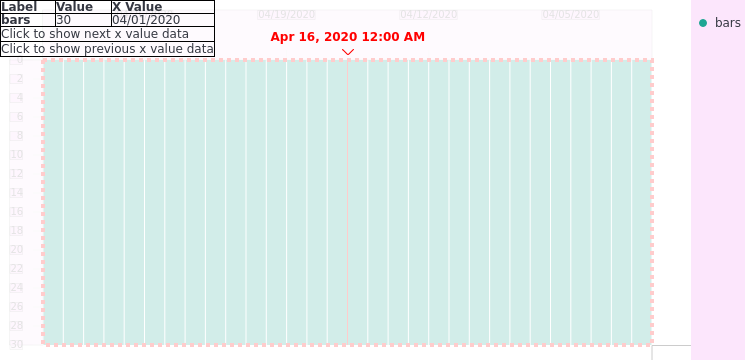 Label Value X Value
bars 30 04/01/2020
Click to show next x value data
Click to show previous x value data
04/19/2020 04/12/2020 04/05/2020
Apr 16, 2020 12:00 AM
bars
0
2
4
6
8
10
12
14
16
18
20
22
24
26
28
30